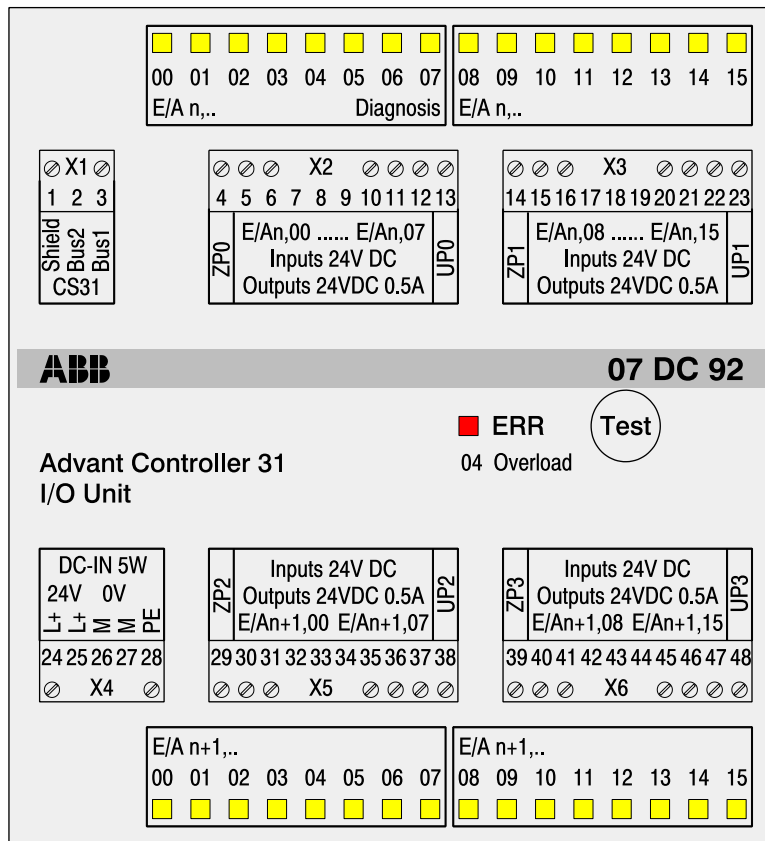 00 01 02 03 04 05 06 07 08 09 10 11 12 13 14 15
E/A n,.. Diagnosis E/A n,..
X1 X2 X3
1 2 3 4 5 6 7 8 9 10 11 12 13 14 15 16 17 18 19 20 21 22 23
Shield
Bus2
Bus1
CS31
ZP0
E/An,00 ...... E/An,07
Inputs 24V DC
Outputs 24VDC 0.5A
UP0
ZP1
E/An,08 ...... E/An,15
Inputs 24V DC
Outputs 24VDC 0.5A
UP1
ABB 07 DC 92
ERR Test
04 Overload
Advant Controller 31
I/O Unit
DC-IN 5W
24V 0V
L+
L+
M
M
PE
ZP2
Inputs 24V DC
Outputs 24VDC 0.5A
E/An+1,00 E/An+1,07
UP2
ZP3
Inputs 24V DC
Outputs 24VDC 0.5A
E/An+1,08 E/An+1,15
UP3
24 25 26 27 28 29 30 31 32 33 34 35 36 37 38 39 40 41 42 43 44 45 46 47 48
X4 X5 X6
E/A n+1,.. E/A n+1,..
00 01 02 03 04 05 06 07 08 09 10 11 12 13 14 15